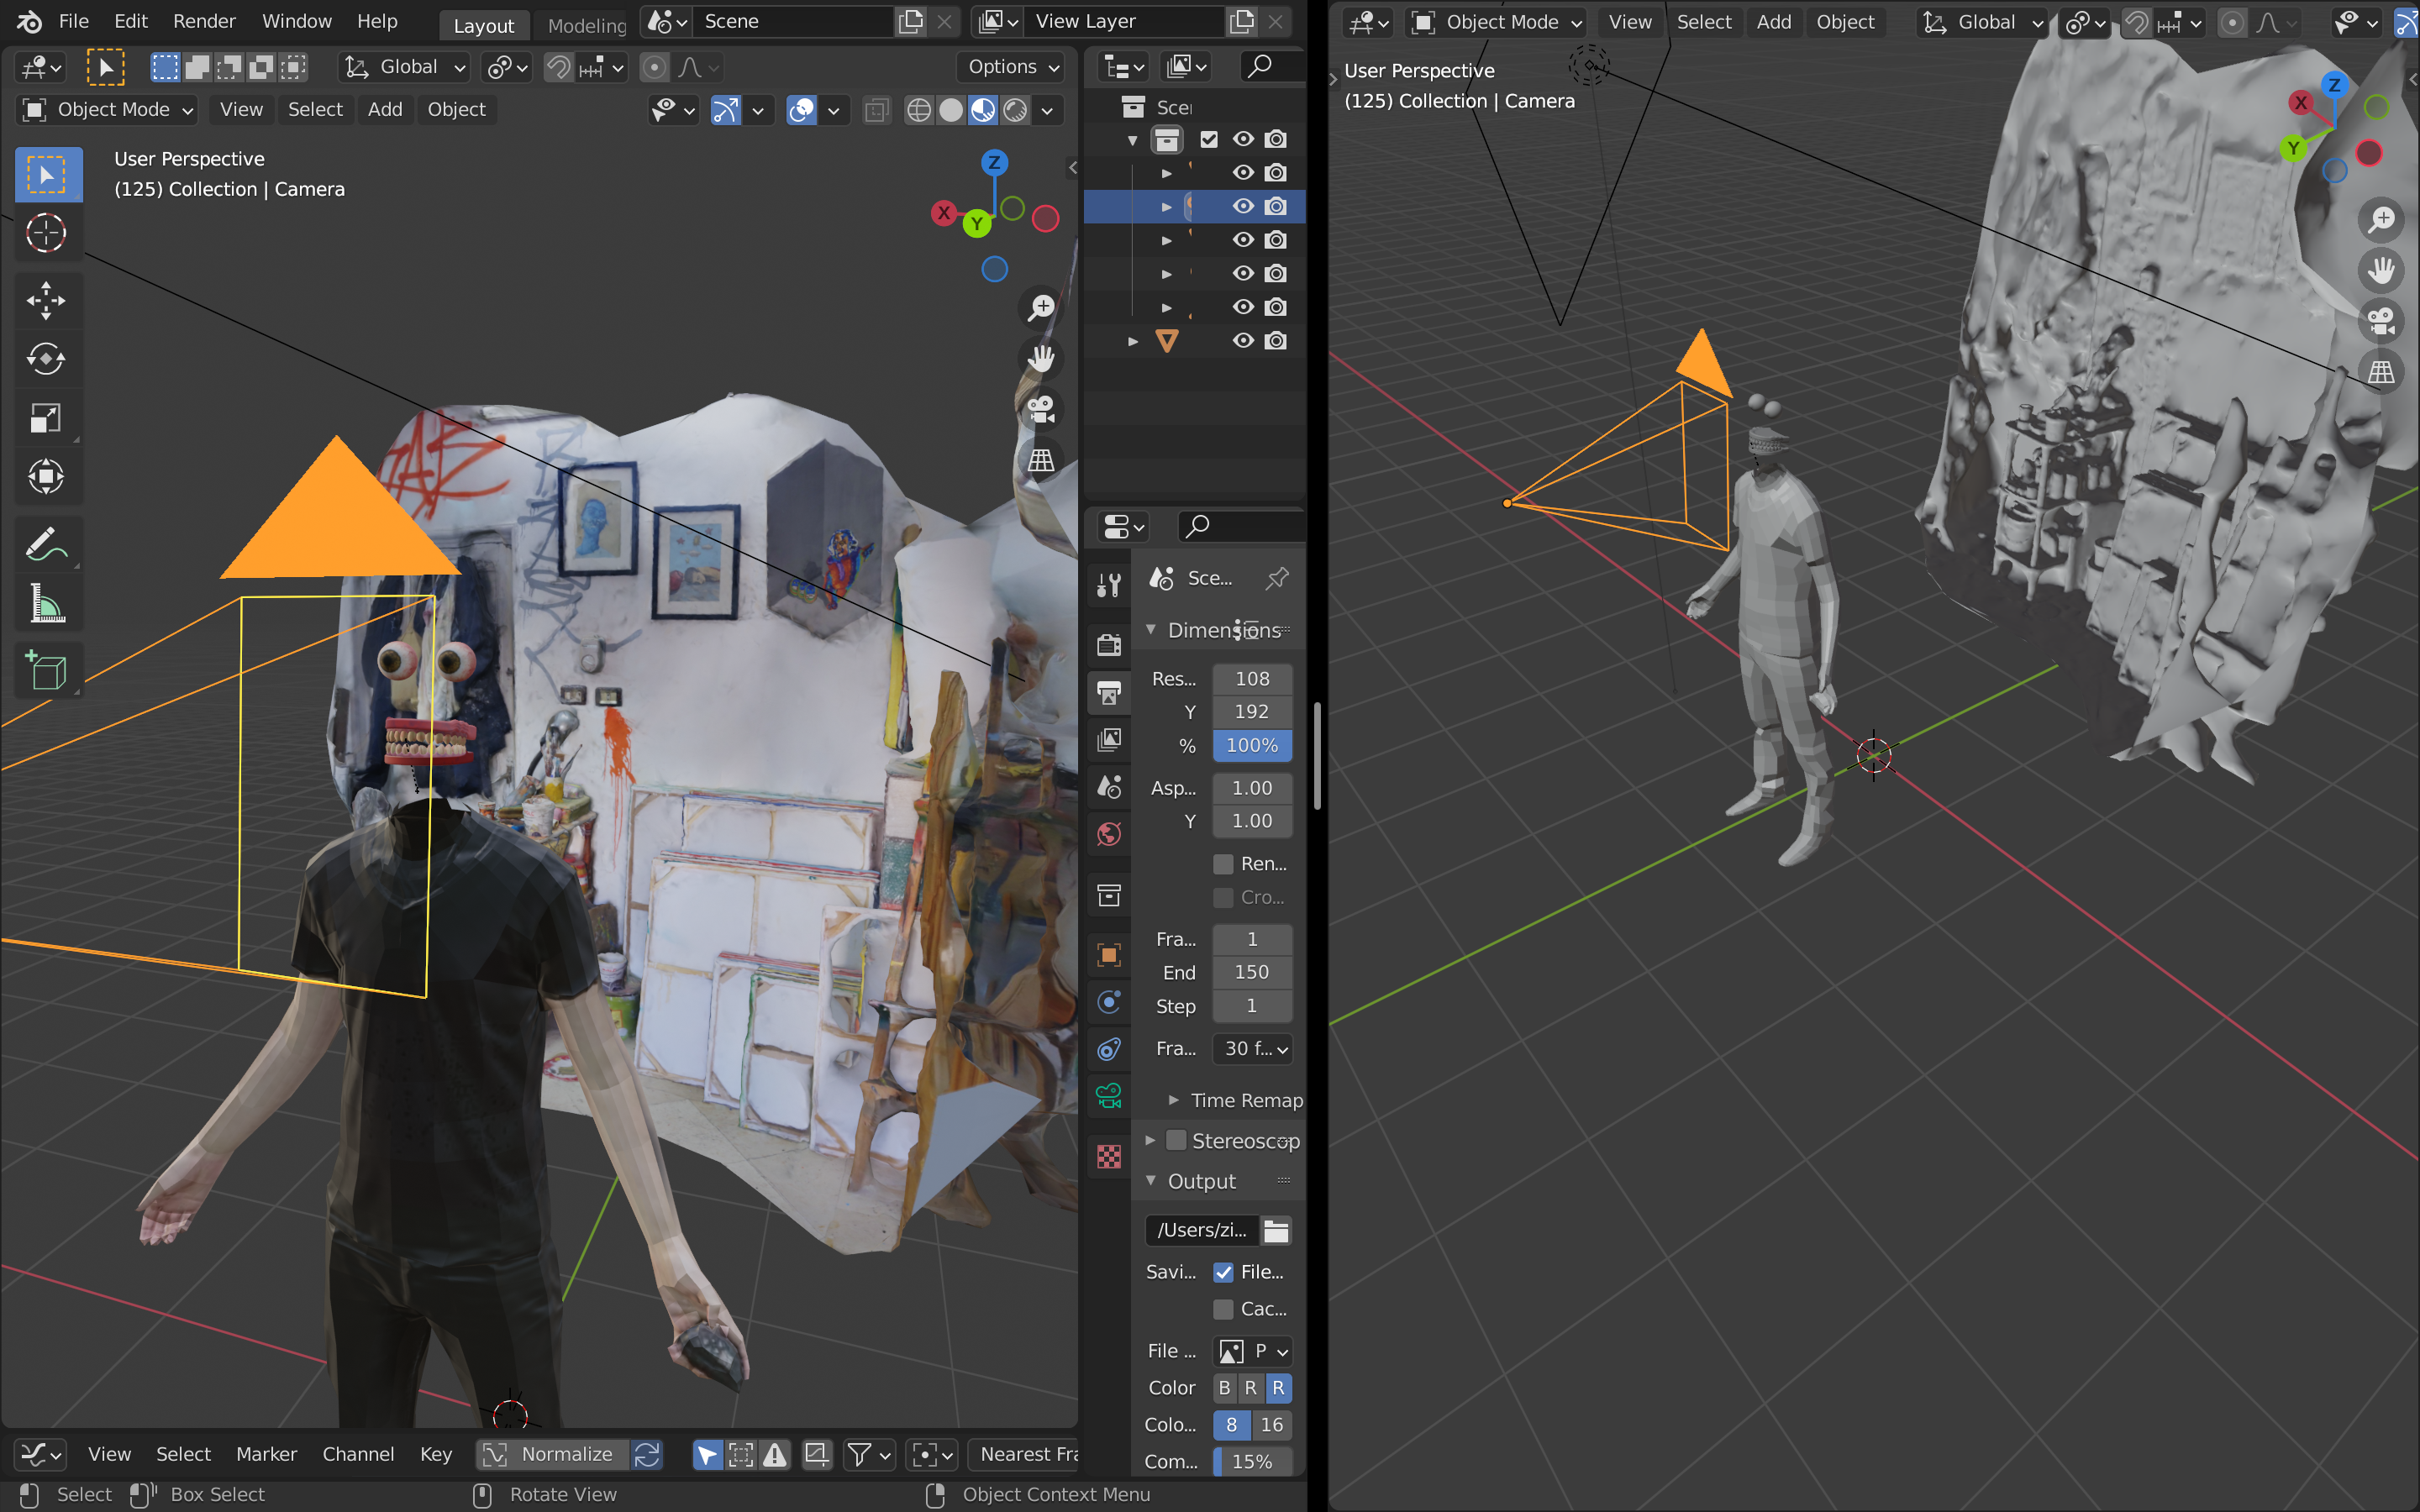 File Edit Render Window Help Layout Modeling Scene View Layer
Global Options
Object Mode View Select Add Object
User Perspective
(125) Collection | Camera
Z
X
Y
Scer
Sce...
Dimensions
Res... 108
Y 192
% 100%
Asp... 1.00
Y 1.00
Ren...
Cro...
Fra... 1
End 150
Step 1
Fra... 30 f...
Time Remap
Stereoscop
Output
/Users/zi...
Savi... File...
Cac...
File ... P
Color B R R
Colo... 8 16
Com... 15%
View Select Marker Channel Key Normalize Nearest Fra
Select Box Select Rotate View Object Context Menu
Object Mode View Select Add Object Global
User Perspective
(125) Collection | Camera
Z
X
Y